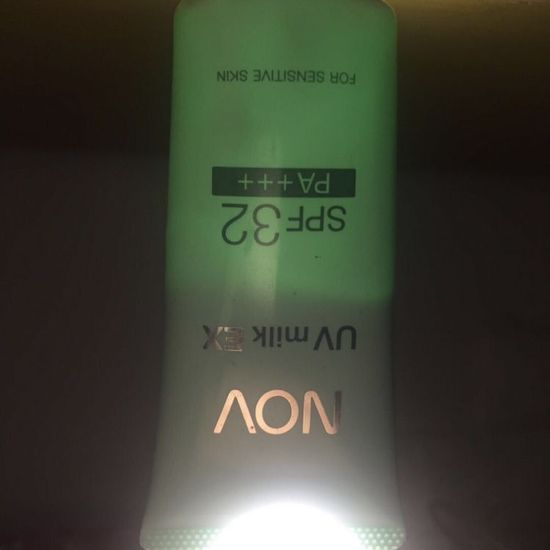 NOV
UV milk EX
SPF32
PA+++
FOR SENSITIVE SKIN